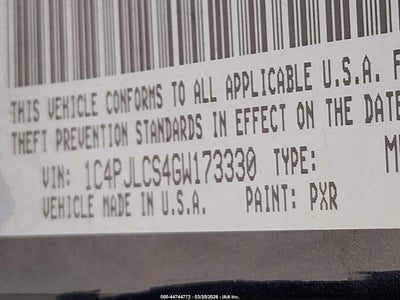 THIS VEHICLE CONFORMS TO ALL APPLICABLE U.S.A. F
THEFT PREVENTION STANDARDS IN EFFECT ON THE DATE
VIN: 1C4PJLCS4GW173330 TYPE: M
VEHICLE MADE IN U.S.A. PAINT: PXR
000-44744772 - 03/30/2026 - IAA Inc.